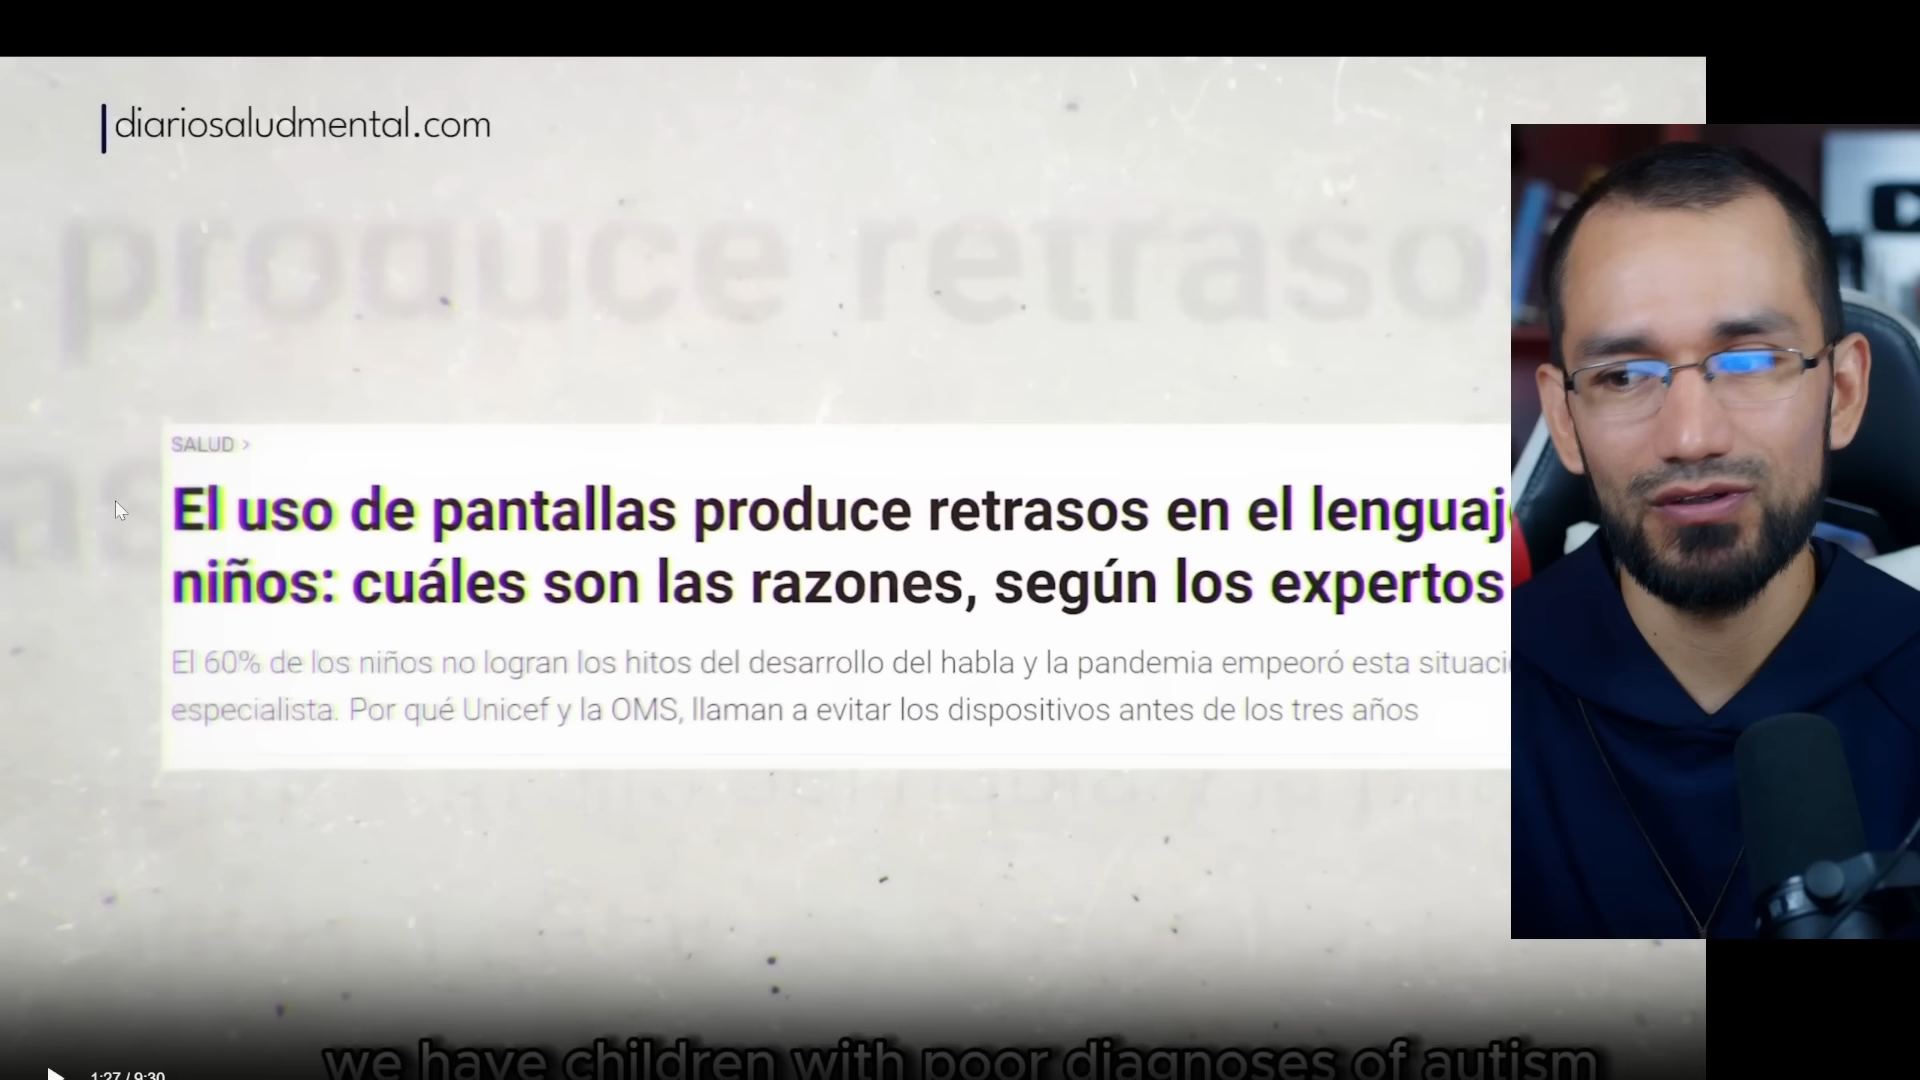 diariosaludmental.com
produce retrasos
SALUD >
El uso de pantallas produce retrasos en el lenguaje
niños: cuáles son las razones, según los expertos
El 60% de los niños no logran los hitos del desarrollo del habla y la pandemia empeoró esta situaci
especialista. Por qué Unicef y la OMS, llaman a evitar los dispositivos antes de los tres años
we have children with poor diagnoses of autism
1:27 / 9:30